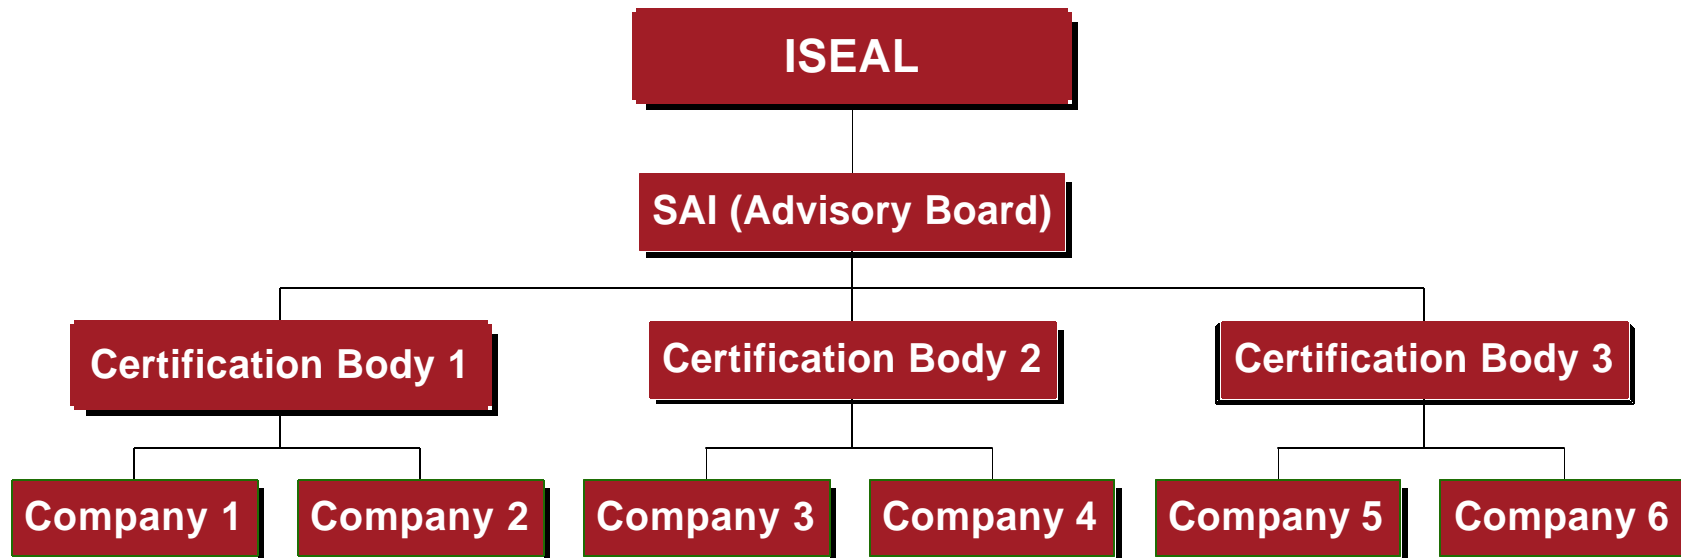 ISEAL
SAI (Advisory Board)
Certification Body 1
Certification Body 2
Certification Body 3
Company 1
Company 2
Company 3
Company 4
Company 5
Company 6